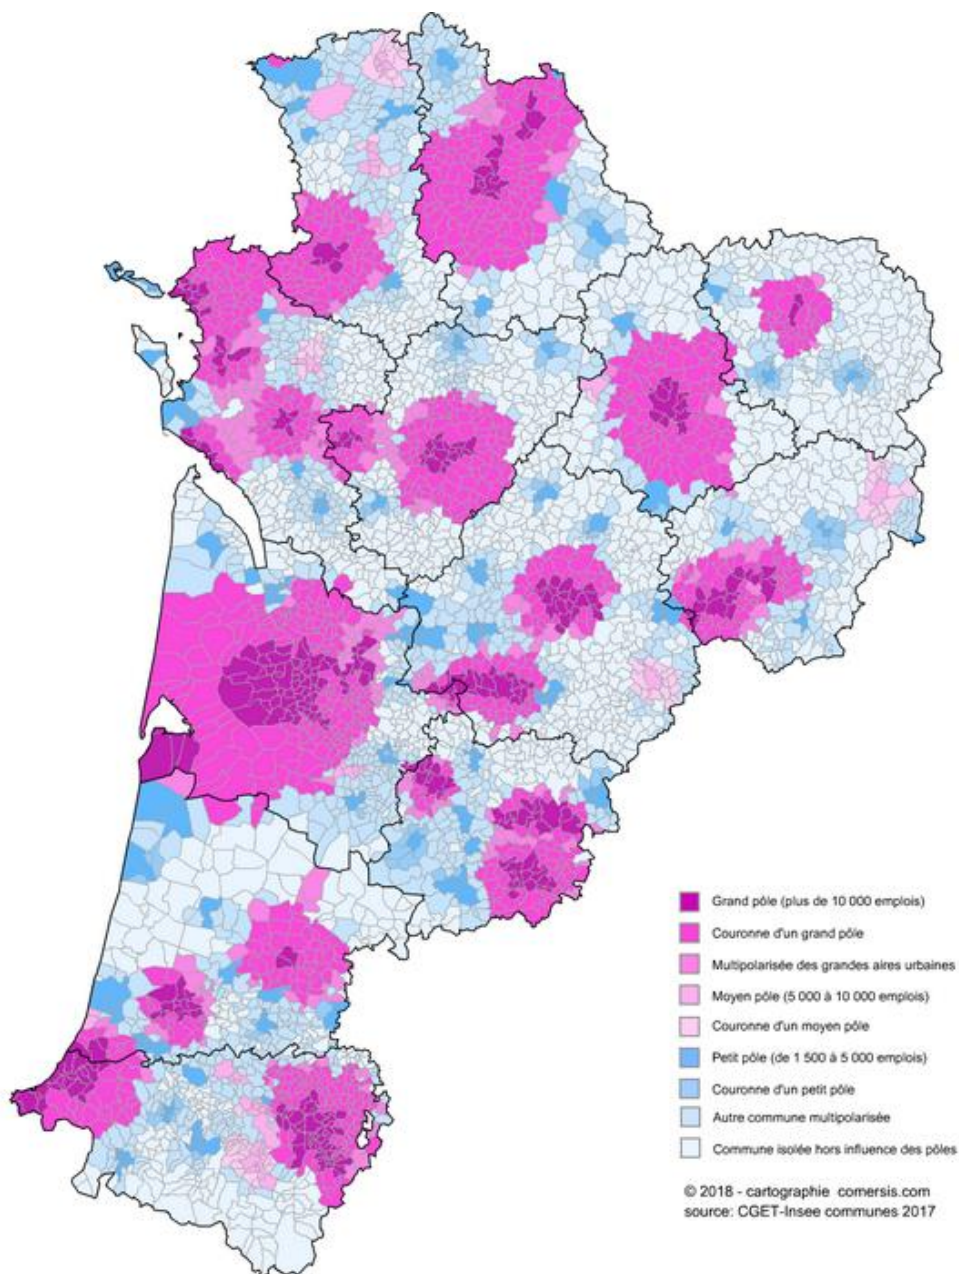 Grand pôle (plus de 10 000 emplois)
Couronne d'un grand pôle
Multipolarisée des grandes aires urbaines
Moyen pôle (5 000 à 10 000 emplois)
Couronne d'un moyen pôle
Petit pôle (de 1 500 à 5 000 emplois)
Couronne d'un petit pôle
Autre commune multipolarisée
Commune isolée hors influence des pôles
© 2018 - cartographie comersis.com
source: CGET-Insee communes 2017